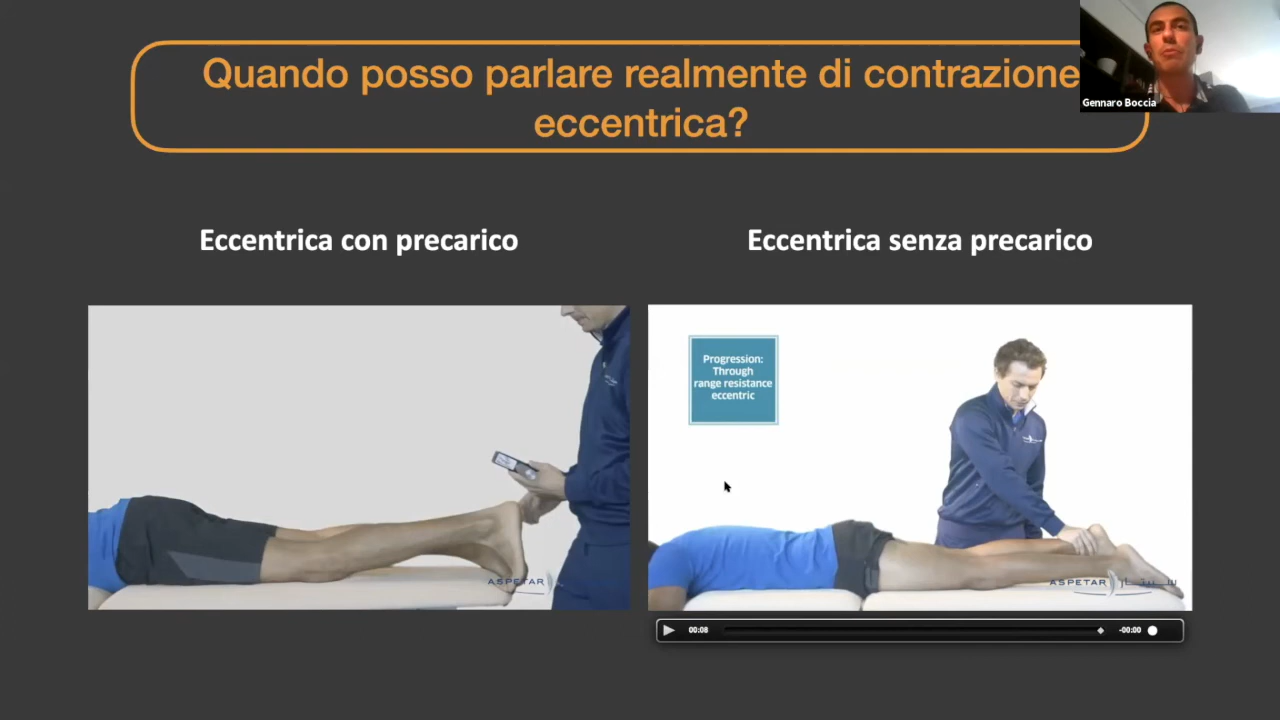 Quando posso parlare realmente di contrazione
eccentrica?
Gennaro Boccia
Eccentrica con precarico
Eccentrica senza precarico
Progression:
Through
range resistance
eccentric
ASPETAR
ASPETAR
00:08
-00:00